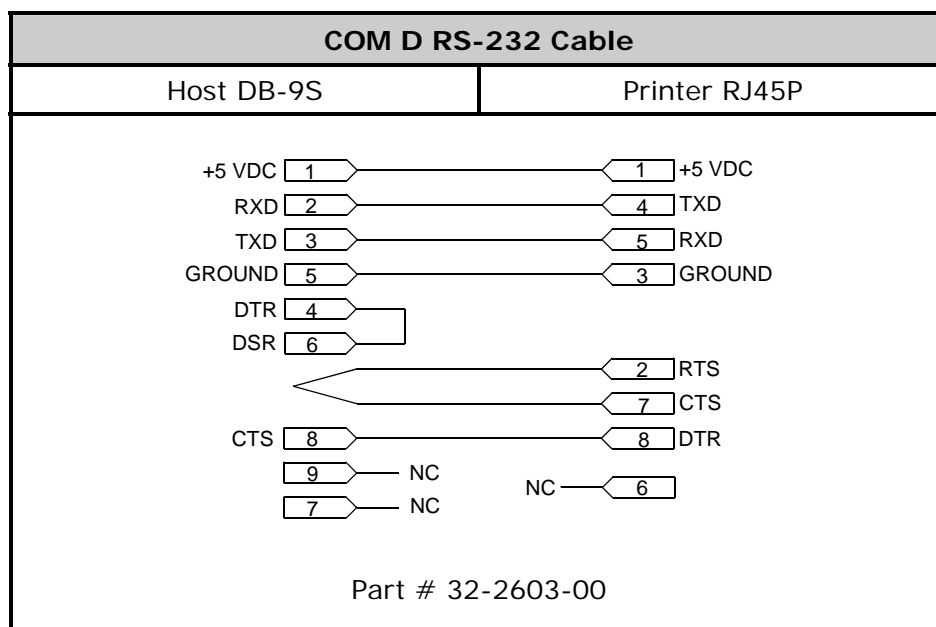 COM D RS-232 Cable
Host DB-9S Printer RJ45P
+5 VDC 1 1 +5 VDC
RXD 2 4 TXD
TXD 3 5 RXD
GROUND 5 3 GROUND
DTR 4
DSR 6
2 RTS
7 CTS
CTS 8 8 DTR
9 NC
NC 6
7 NC
Part # 32-2603-00